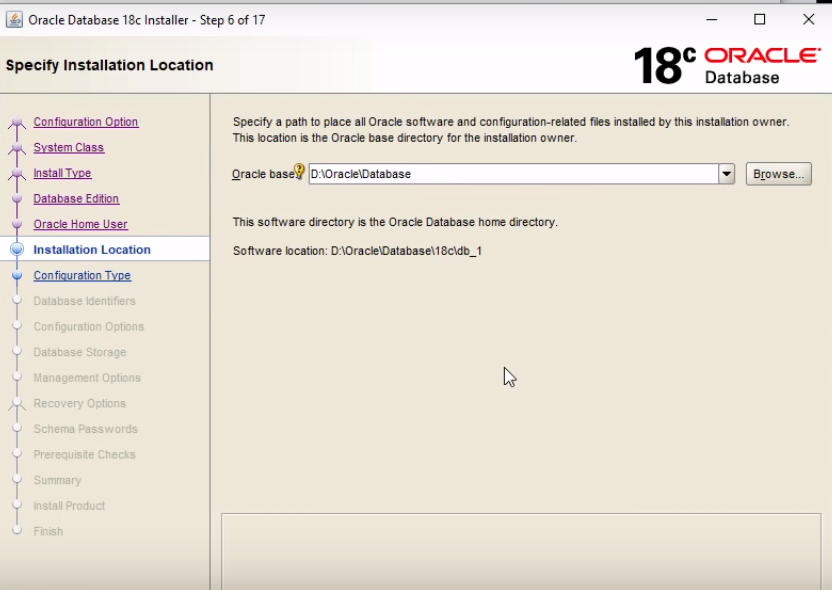 Oracle Database 18c Installer - Step 6 of 17
Specify Installation Location
18c ORACLE
Database
Configuration Option
System Class
Install Type
Database Edition
Oracle Home User
Installation Location
Configuration Type
Database Identifiers
Configuration Options
Database Storage
Management Options
Recovery Options
Schema Passwords
Prerequisite Checks
Summary
Install Product
Finish
Specify a path to place all Oracle software and configuration-related files installed by this installation owner.
This location is the Oracle base directory for the installation owner.
Oracle base: D:\Oracle\Database Browse...
This software directory is the Oracle Database home directory.
Software location: D:\Oracle\Database\18c\db_1